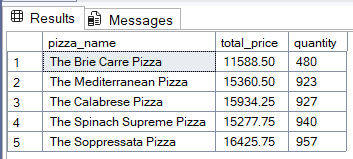 Results Messages
pizza_name total_price quantity
1 The Brie Carre Pizza 11588.50 480
2 The Mediterranean Pizza 15360.50 923
3 The Calabrese Pizza 15934.25 927
4 The Spinach Supreme Pizza 15277.75 940
5 The Soppressata Pizza 16425.75 957